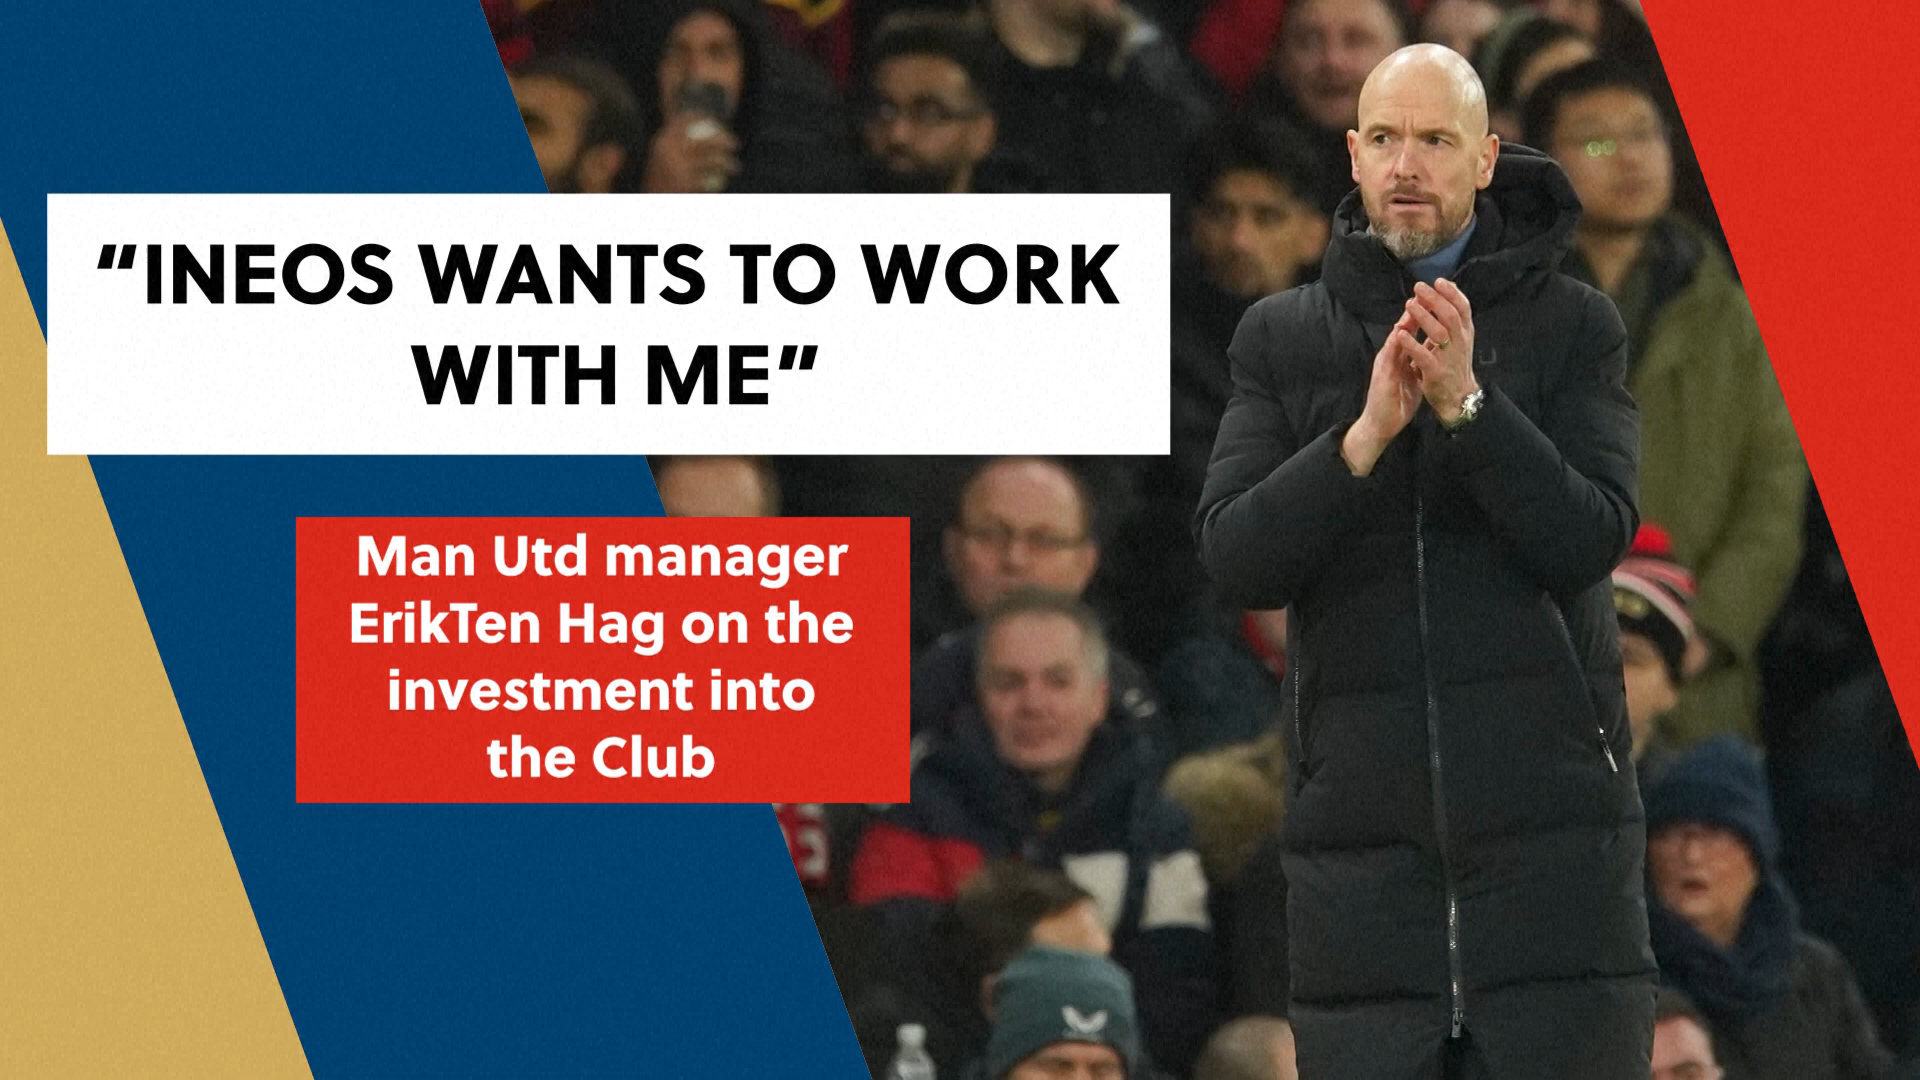 “INEOS WANTS TO WORK
WITH ME”
Man Utd manager
ErikTen Hag on the
investment into
the Club